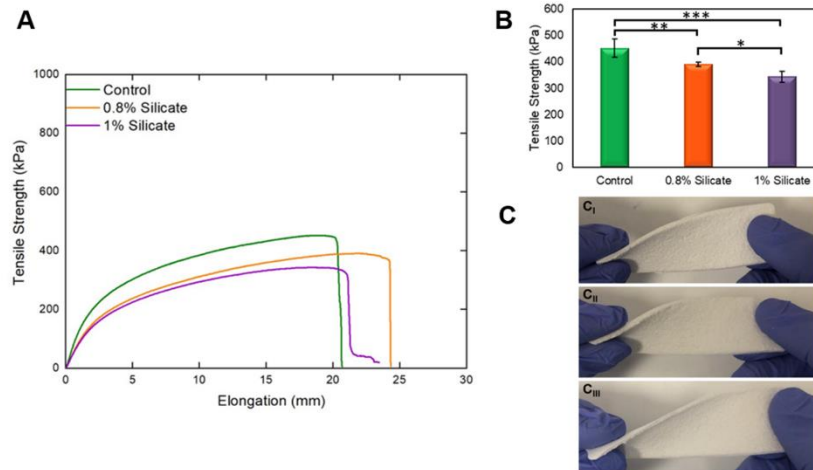 A
Tensile Strength (kPa)
1000
800
600
400
200
0
Control
0.8% Silicate
1% Silicate
0
5
10
15
20
25
30
Elongation (mm)
B
Tensile Strength (kPa)
600
500
400
300
200
100
0
***
**
*
Control
0.8% Silicate
1% Silicate
C
CI
CII
CIII